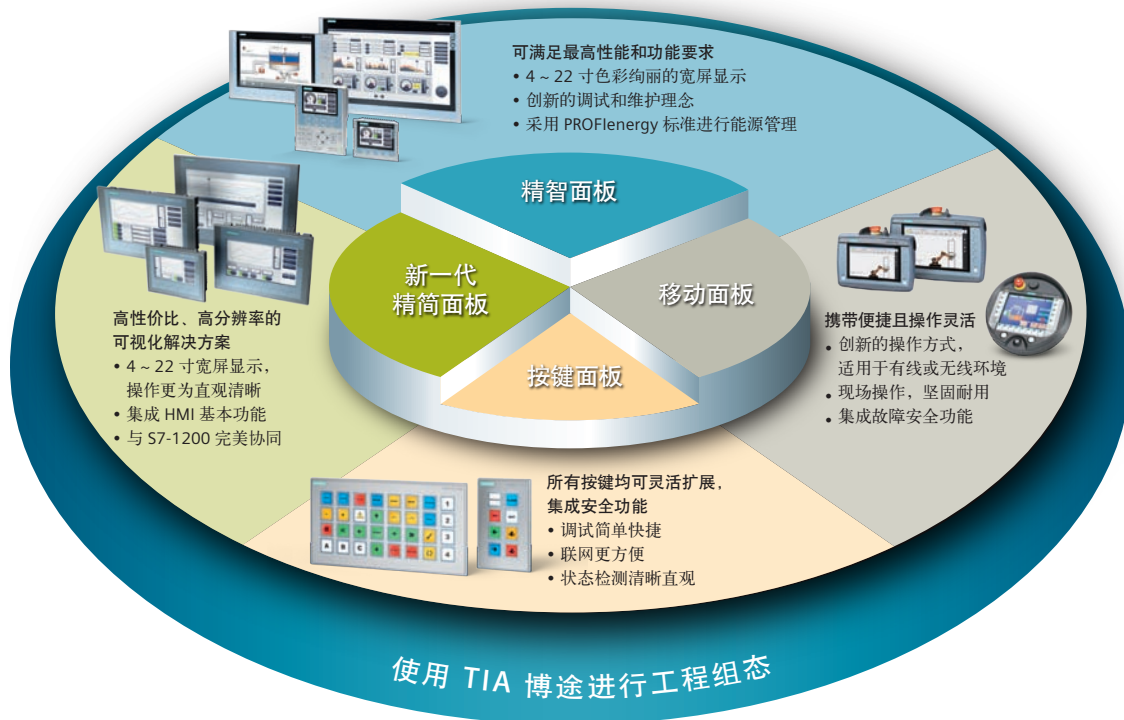 可满足最高性能和功能要求
• 4 ~ 22 寸色彩绚丽的宽屏显示
• 创新的调试和维护理念
• 采用 PROFIenergy 标准进行能源管理
精智面板
新一代
精简面板
移动面板
按键面板
高性价比、高分辨率的
可视化解决方案
• 4 ~ 22 寸宽屏显示，
操作更为直观清晰
• 集成 HMI 基本功能
• 与 S7-1200 完美协同
携带便捷且操作灵活
• 创新的操作方式，
适用于有线或无线环境
• 现场操作，坚固耐用
• 集成故障安全功能
所有按键均可灵活扩展，
集成安全功能
• 调试简单快捷
• 联网更方便
• 状态检测清晰直观
1
2
3
A B C 4
使用 TIA 博途进行工程组态